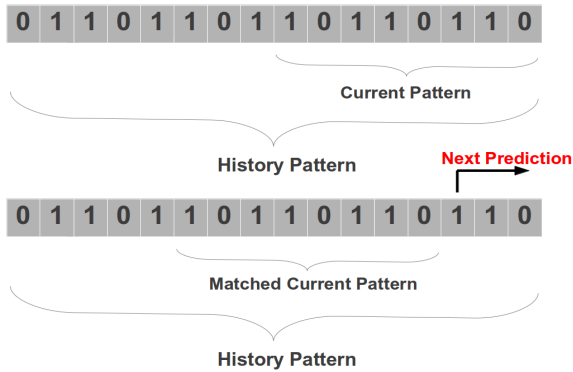 0 1 1 0 1 1 0 1 1 0 1 1 0 1 1 0
Current Pattern
History Pattern
Next Prediction
0 1 1 0 1 1 0 1 1 0 1 1 0 1 1 0
Matched Current Pattern
History Pattern